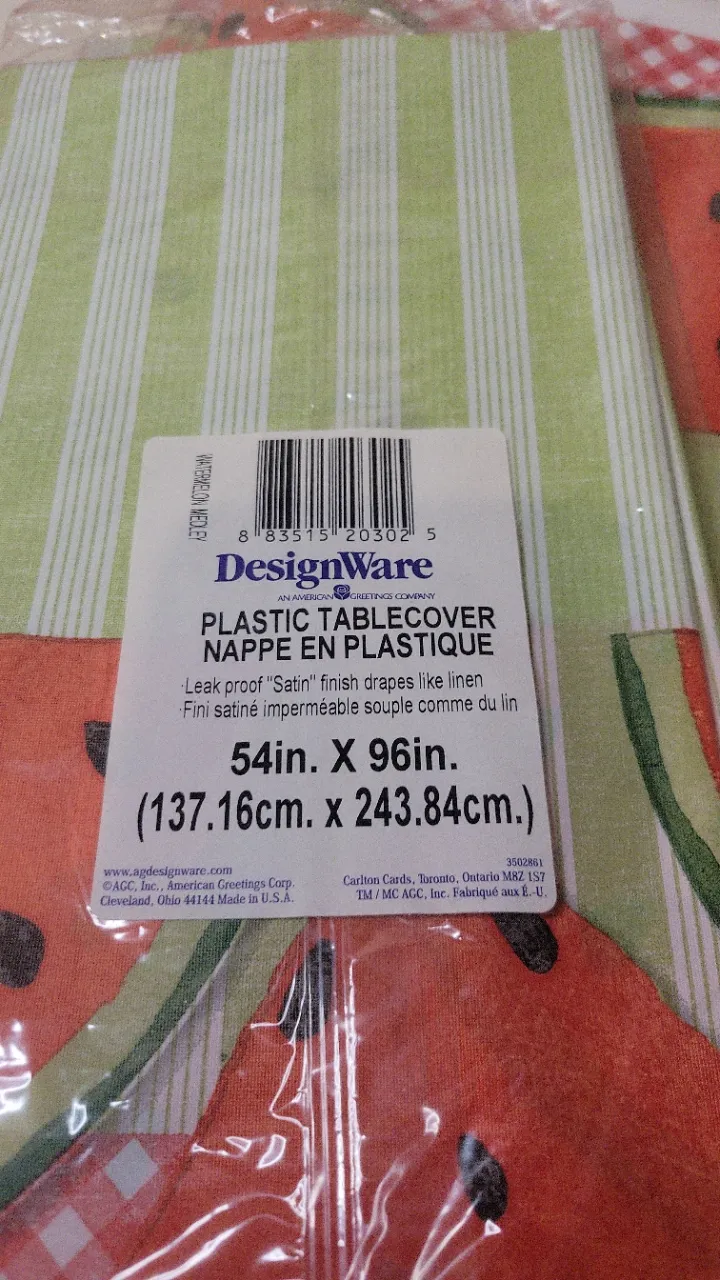 WATERMELON MEDLEY
8 83515 20302 5
DesignWare
AN AMERICAN GREETINGS COMPANY
PLASTIC TABLECOVER
NAPPE EN PLASTIQUE
·Leak proof "Satin" finish drapes like linen
·Fini satiné imperméable souple comme du lin
54in. X 96in.
(137.16cm. x 243.84cm.)
www.agdesignware.com
©AGC, Inc., American Greetings Corp.
Cleveland, Ohio 44144 Made in U.S.A.
3502861
Carlton Cards, Toronto, Ontario M8Z 1S7
TM / MC AGC, Inc. Fabriqué aux É.-U.